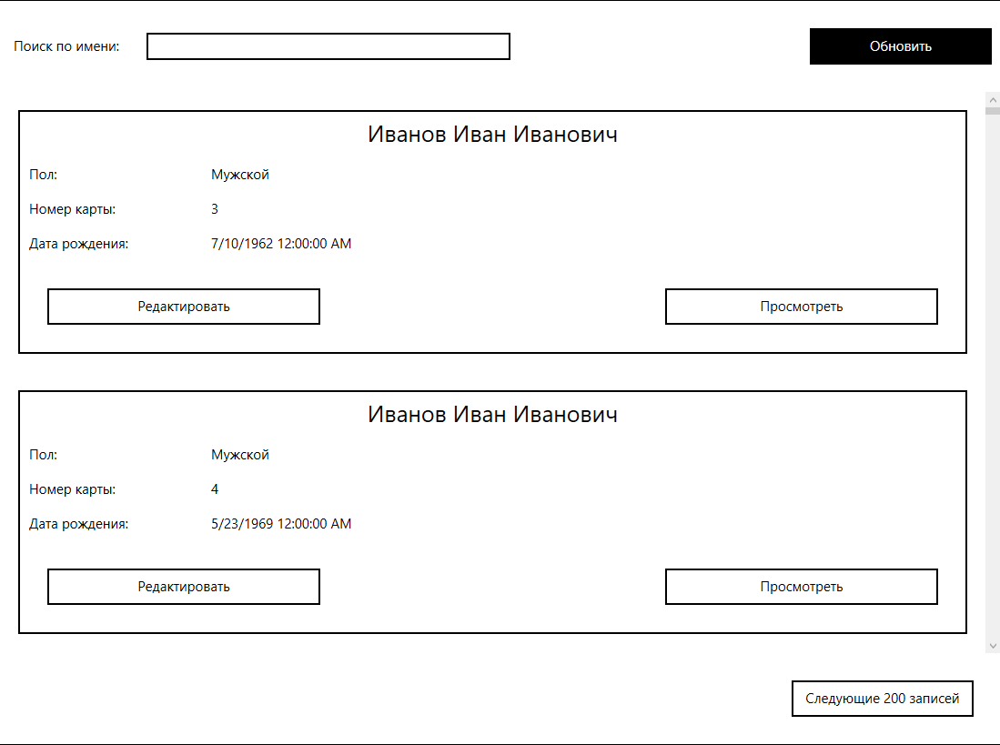 Поиск по имени:
Обновить
Иванов Иван Иванович
Пол: Мужской
Номер карты: 3
Дата рождения: 7/10/1962 12:00:00 AM
Редактировать Просмотреть
Иванов Иван Иванович
Пол: Мужской
Номер карты: 4
Дата рождения: 5/23/1969 12:00:00 AM
Редактировать Просмотреть
Следующие 200 записей